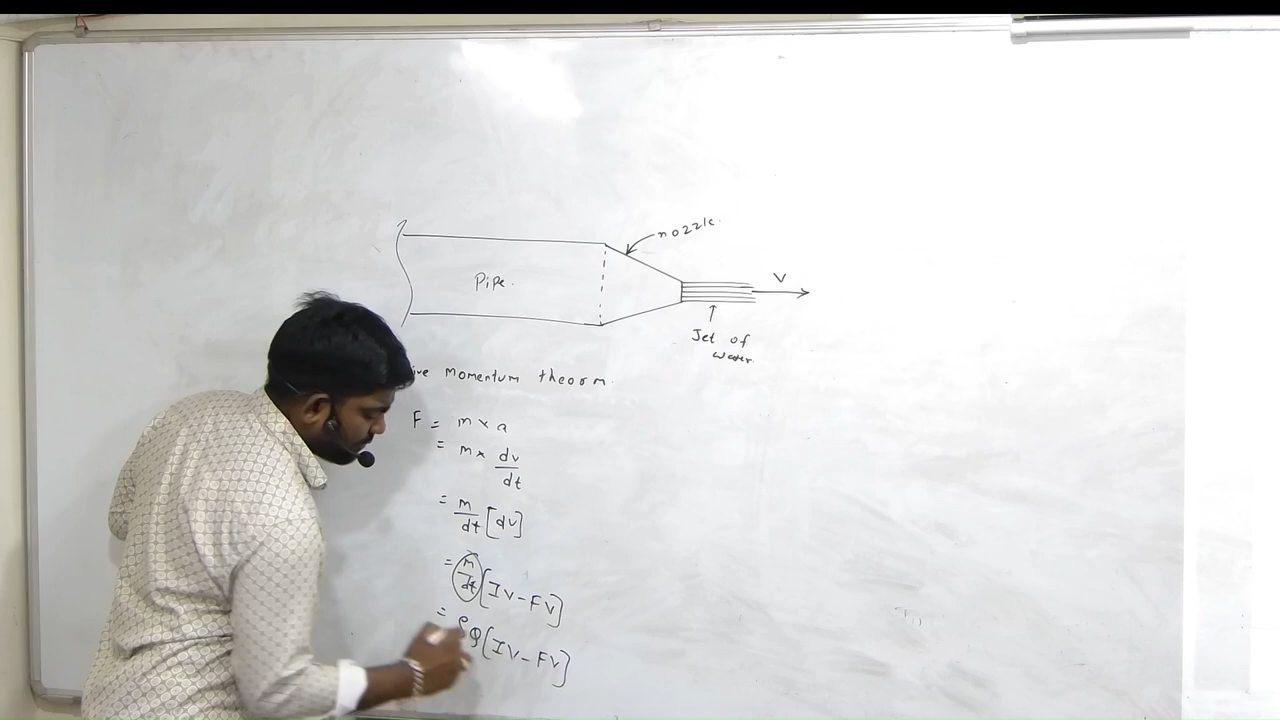 nozzle.
Pipe.
V
Jet of
water.
ive momentum theorm.
F = m × a
= m × dv/dt
= m/dt [dv]
= m/dt [IV - FV]
= ρQ [IV - FV]